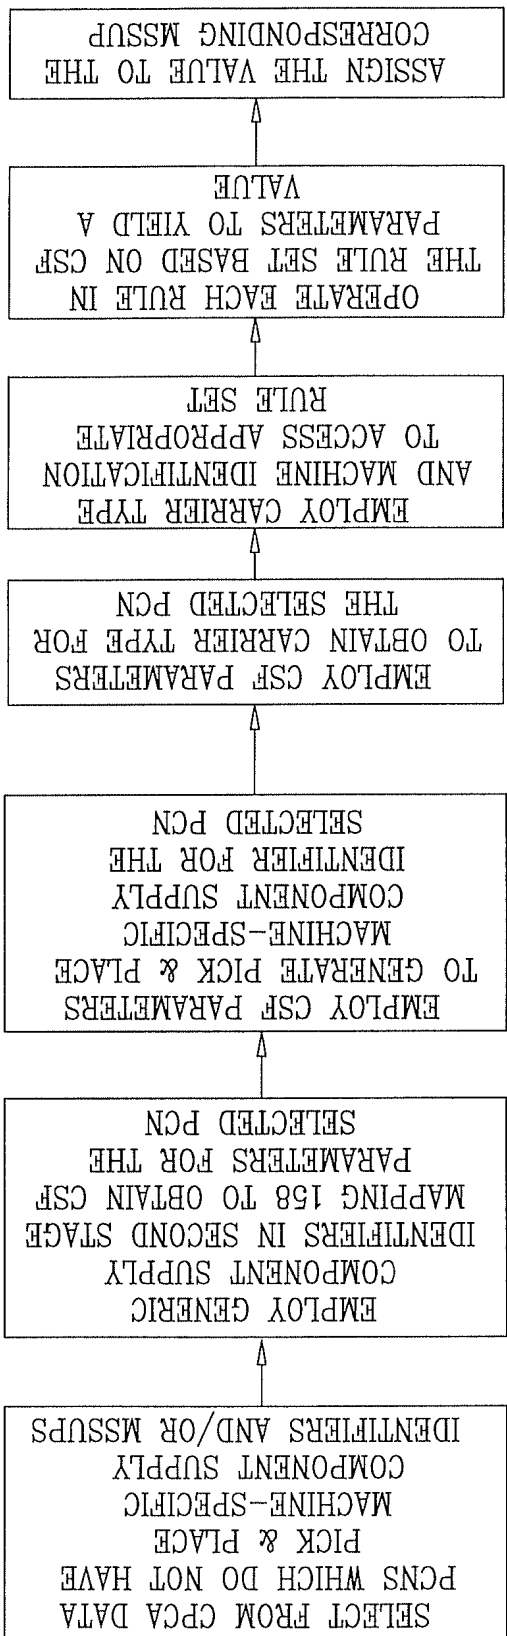 SELECT FROM CPCA DATA
PCNS WHICH DO NOT HAVE
PICK & PLACE
MACHINE-SPECIFIC
COMPONENT SUPPLY
IDENTIFIERS AND/OR MSSUPS
EMPLOY GENERIC
COMPONENT SUPPLY
IDENTIFIERS IN SECOND STAGE
MAPPING 158 TO OBTAIN CSF
PARAMETERS FOR THE
SELECTED PCN
EMPLOY CSF PARAMETERS
TO GENERATE PICK & PLACE
MACHINE-SPECIFIC
COMPONENT SUPPLY
IDENTIFIER FOR THE
SELECTED PCN
EMPLOY CSF PARAMETERS
TO OBTAIN CARRIER TYPE FOR
THE SELECTED PCN
EMPLOY CARRIER TYPE
AND MACHINE IDENTIFICATION
TO ACCESS APPROPRIATE
RULE SET
OPERATE EACH RULE IN
THE RULE SET BASED ON CSF
PARAMETERS TO YIELD A
VALUE
ASSIGN THE VALUE TO THE
CORRESPONDING MSSUP